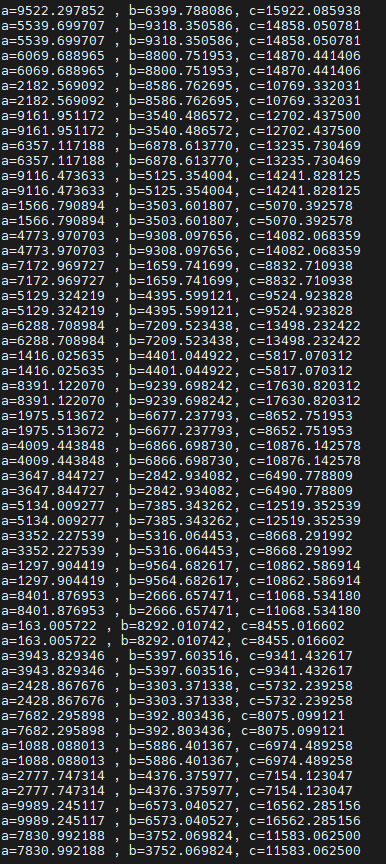 a=9522.297852 , b=6399.788086, c=15922.085938
a=5539.699707 , b=9318.350586, c=14858.050781
a=5539.699707 , b=9318.350586, c=14858.050781
a=6069.688965 , b=8800.751953, c=14870.441406
a=6069.688965 , b=8800.751953, c=14870.441406
a=2182.569092 , b=8586.762695, c=10769.332031
a=2182.569092 , b=8586.762695, c=10769.332031
a=9161.951172 , b=3540.486572, c=12702.437500
a=9161.951172 , b=3540.486572, c=12702.437500
a=6357.117188 , b=6878.613770, c=13235.730469
a=6357.117188 , b=6878.613770, c=13235.730469
a=9116.473633 , b=5125.354004, c=14241.828125
a=9116.473633 , b=5125.354004, c=14241.828125
a=1566.790894 , b=3503.601807, c=5070.392578
a=1566.790894 , b=3503.601807, c=5070.392578
a=4773.970703 , b=9308.097656, c=14082.068359
a=4773.970703 , b=9308.097656, c=14082.068359
a=7172.969727 , b=1659.741699, c=8832.710938
a=7172.969727 , b=1659.741699, c=8832.710938
a=5129.324219 , b=4395.599121, c=9524.923828
a=5129.324219 , b=4395.599121, c=9524.923828
a=6288.708984 , b=7209.523438, c=13498.232422
a=6288.708984 , b=7209.523438, c=13498.232422
a=1416.025635 , b=4401.044922, c=5817.070312
a=1416.025635 , b=4401.044922, c=5817.070312
a=8391.122070 , b=9239.698242, c=17630.820312
a=8391.122070 , b=9239.698242, c=17630.820312
a=1975.513672 , b=6677.237793, c=8652.751953
a=1975.513672 , b=6677.237793, c=8652.751953
a=4009.443848 , b=6866.698730, c=10876.142578
a=4009.443848 , b=6866.698730, c=10876.142578
a=3647.844727 , b=2842.934082, c=6490.778809
a=3647.844727 , b=2842.934082, c=6490.778809
a=5134.009277 , b=7385.343262, c=12519.352539
a=5134.009277 , b=7385.343262, c=12519.352539
a=3352.227539 , b=5316.064453, c=8668.291992
a=3352.227539 , b=5316.064453, c=8668.291992
a=1297.904419 , b=9564.682617, c=10862.586914
a=1297.904419 , b=9564.682617, c=10862.586914
a=8401.876953 , b=2666.657471, c=11068.534180
a=8401.876953 , b=2666.657471, c=11068.534180
a=163.005722 , b=8292.010742, c=8455.016602
a=163.005722 , b=8292.010742, c=8455.016602
a=3943.829346 , b=5397.603516, c=9341.432617
a=3943.829346 , b=5397.603516, c=9341.432617
a=2428.867676 , b=3303.371338, c=5732.239258
a=2428.867676 , b=3303.371338, c=5732.239258
a=7682.295898 , b=392.803436, c=8075.099121
a=7682.295898 , b=392.803436, c=8075.099121
a=1088.088013 , b=5886.401367, c=6974.489258
a=1088.088013 , b=5886.401367, c=6974.489258
a=2777.747314 , b=4376.375977, c=7154.123047
a=2777.747314 , b=4376.375977, c=7154.123047
a=9989.245117 , b=6573.040527, c=16562.285156
a=9989.245117 , b=6573.040527, c=16562.285156
a=7830.992188 , b=3752.069824, c=11583.062500
a=7830.992188 , b=3752.069824, c=11583.062500